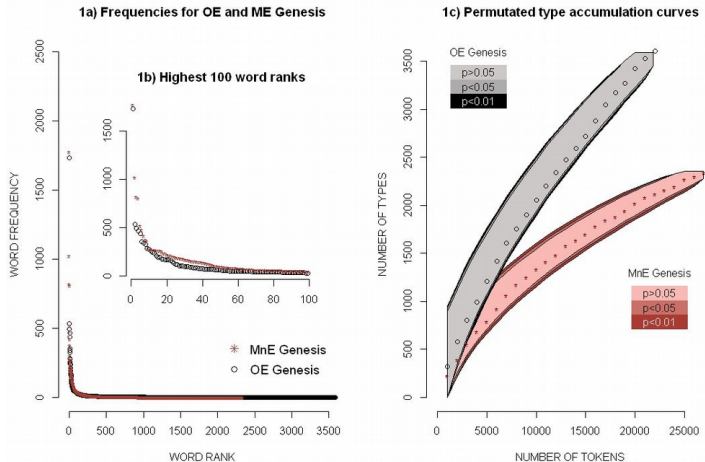 1a) Frequencies for OE and ME Genesis
2500
2000
1500
1000
500
0
WORD FREQUENCY
1b) Highest 100 word ranks
1500
1000
500
0
0 20 40 60 80 100
MnE Genesis
OE Genesis
0 500 1000 1500 2000 2500 3000 3500
WORD RANK
1c) Permutated type accumulation curves
3500
3000
2500
2000
1500
1000
500
0
NUMBER OF TYPES
OE Genesis
p>0.05
p<0.05
p<0.01
MnE Genesis
p>0.05
p<0.05
p<0.01
0 5000 10000 15000 20000 25000
NUMBER OF TOKENS